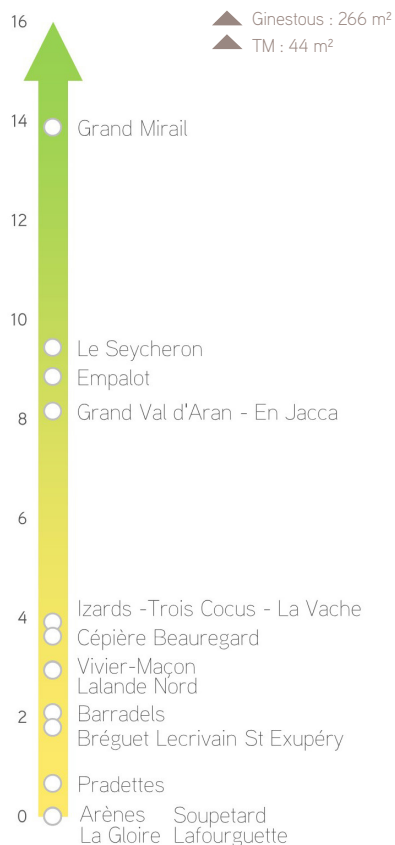 16
Ginestous : 266 m²
TM : 44 m²
14
Grand Mirail
12
10
Le Seycheron
Empalot
Grand Val d'Aran - En Jacca
8
6
Izards -Trois Cocus - La Vache
4
Cépière Beauregard
Vivier-Maçon
Lalande Nord
Barradels
2
Bréguet Lecrivain St Exupéry
Pradettes
Arènes Soupetard
0
La Gloire Lafourguette